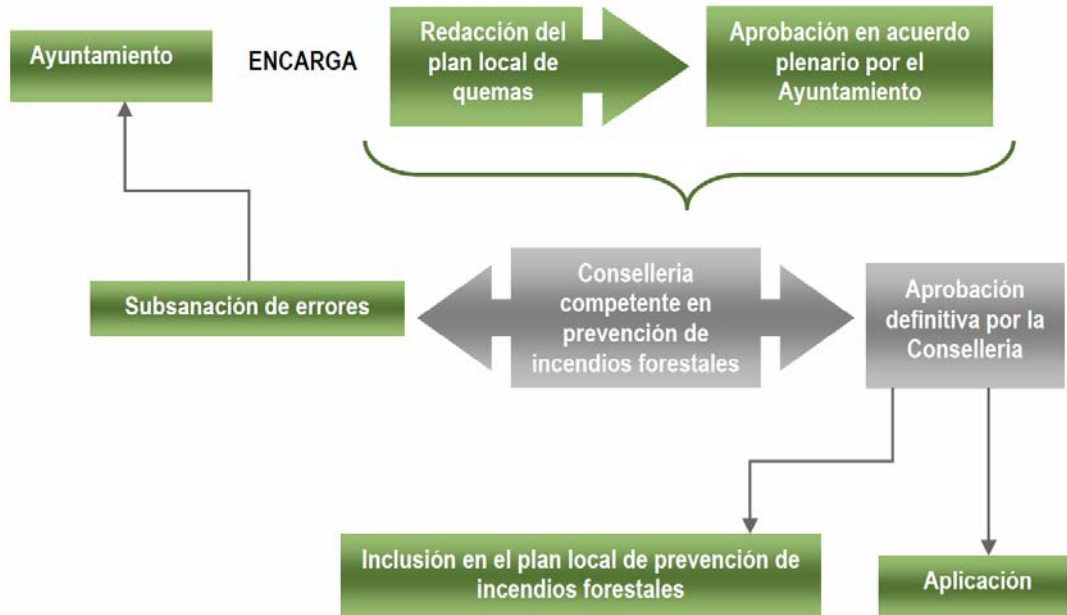 Ayuntamiento
ENCARGA
Redacción del
plan local de
quemas
Aprobación en acuerdo
plenario por el
Ayuntamiento
Subsanación de errores
Conselleria
competente en
prevención de
incendios forestales
Aprobación
definitiva por la
Conselleria
Inclusión en el plan local de prevención de
incendios forestales
Aplicación